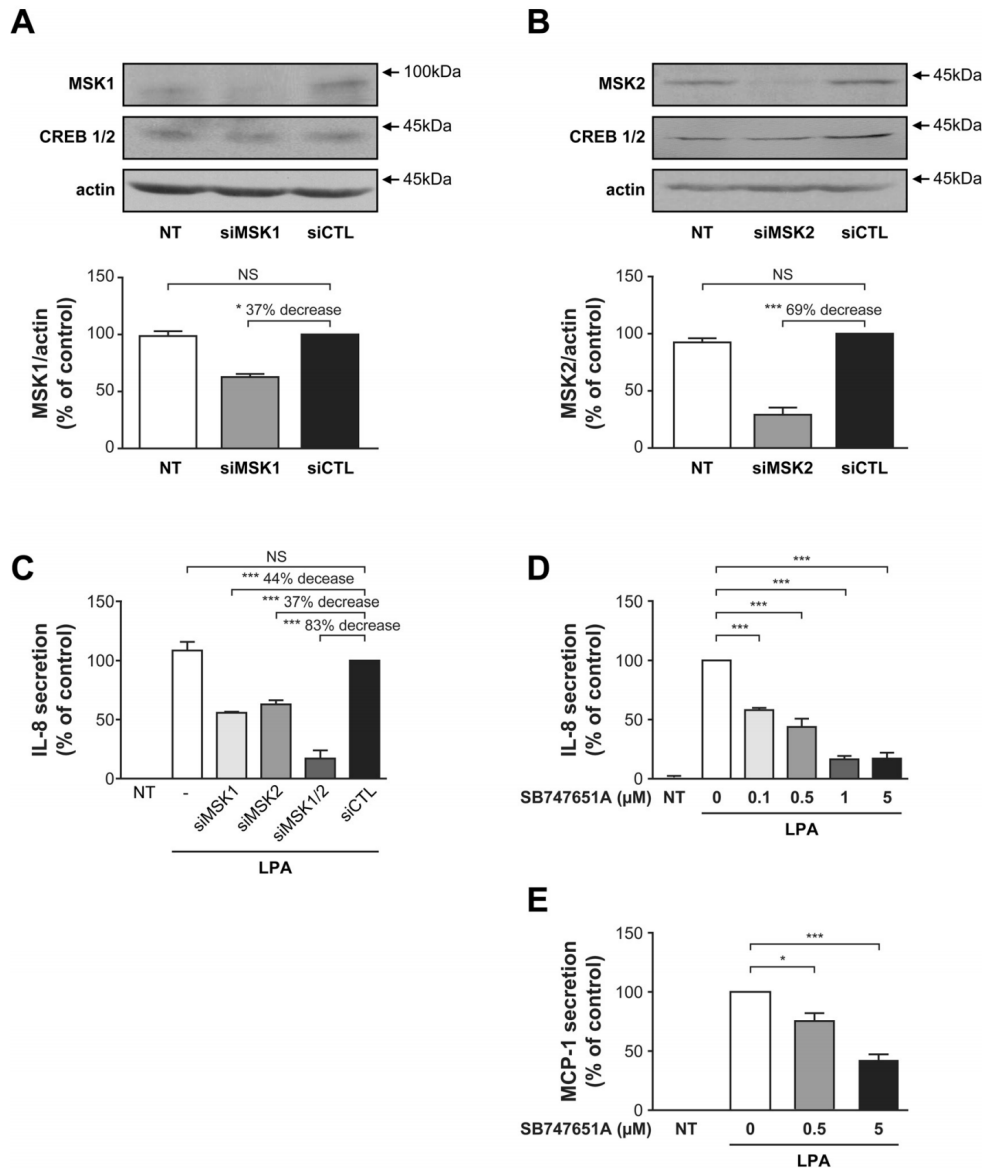 A
MSK1
100kDa
CREB 1/2
45kDa
actin
45kDa
NT siMSK1 siCTL
MSK1/actin
(% of control)
150
100
50
0
NS
* 37% decrease
NT siMSK1 siCTL
B
MSK2
45kDa
CREB 1/2
45kDa
actin
45kDa
NT siMSK2 siCTL
MSK2/actin
(% of control)
150
100
50
0
NS
*** 69% decrease
NT siMSK2 siCTL
C
IL-8 secretion
(% of control)
150
100
50
0
NS
*** 44% decease
*** 37% decrease
*** 83% decrease
NT - siMSK1 siMSK2 siMSK1/2 siCTL
LPA
D
IL-8 secretion
(% of control)
150
100
50
0
***
***
***
***
SB747651A (µM) NT 0 0.1 0.5 1 5
LPA
E
MCP-1 secretion
(% of control)
150
100
50
0
***
*
SB747651A (µM) NT 0 0.5 5
LPA